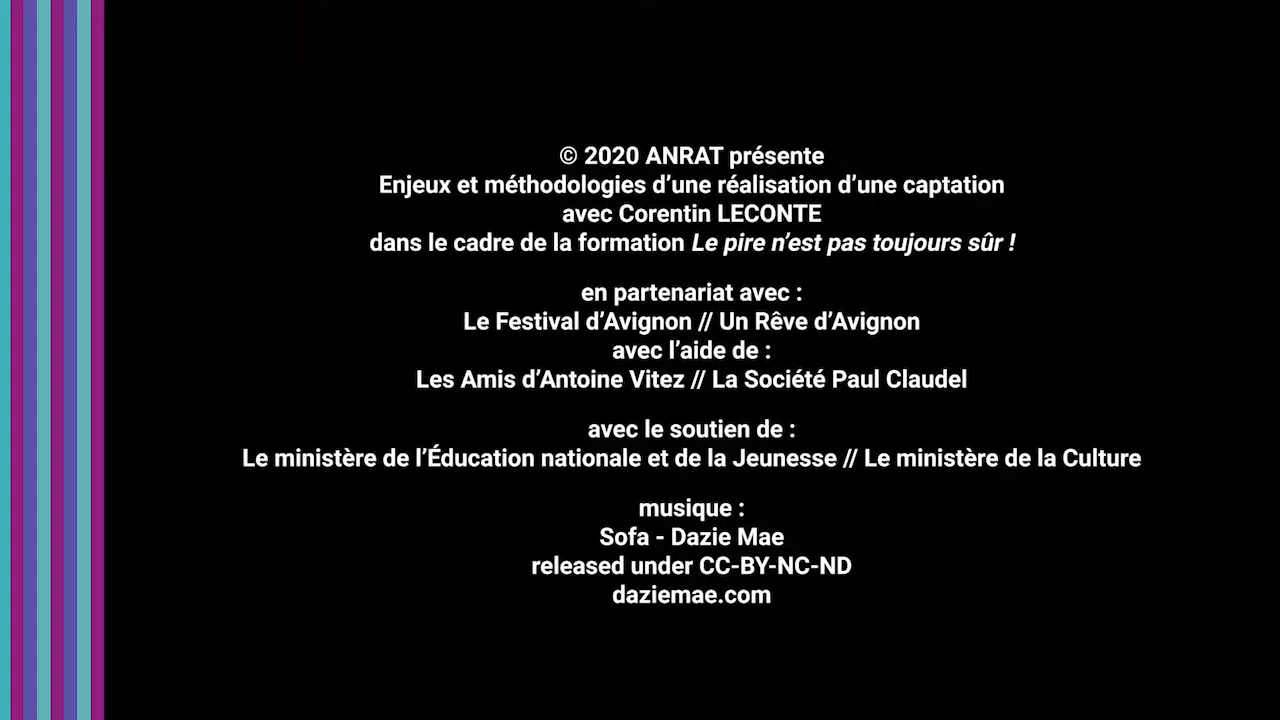 © 2020 ANRAT présente
Enjeux et méthodologies d’une réalisation d’une captation
avec Corentin LECONTE
dans le cadre de la formation Le pire n’est pas toujours sûr !
en partenariat avec :
Le Festival d’Avignon // Un Rêve d’Avignon
avec l’aide de :
Les Amis d’Antoine Vitez // La Société Paul Claudel
avec le soutien de :
Le ministère de l’Éducation nationale et de la Jeunesse // Le ministère de la Culture
musique :
Sofa - Dazie Mae
released under CC-BY-NC-ND
daziemae.com